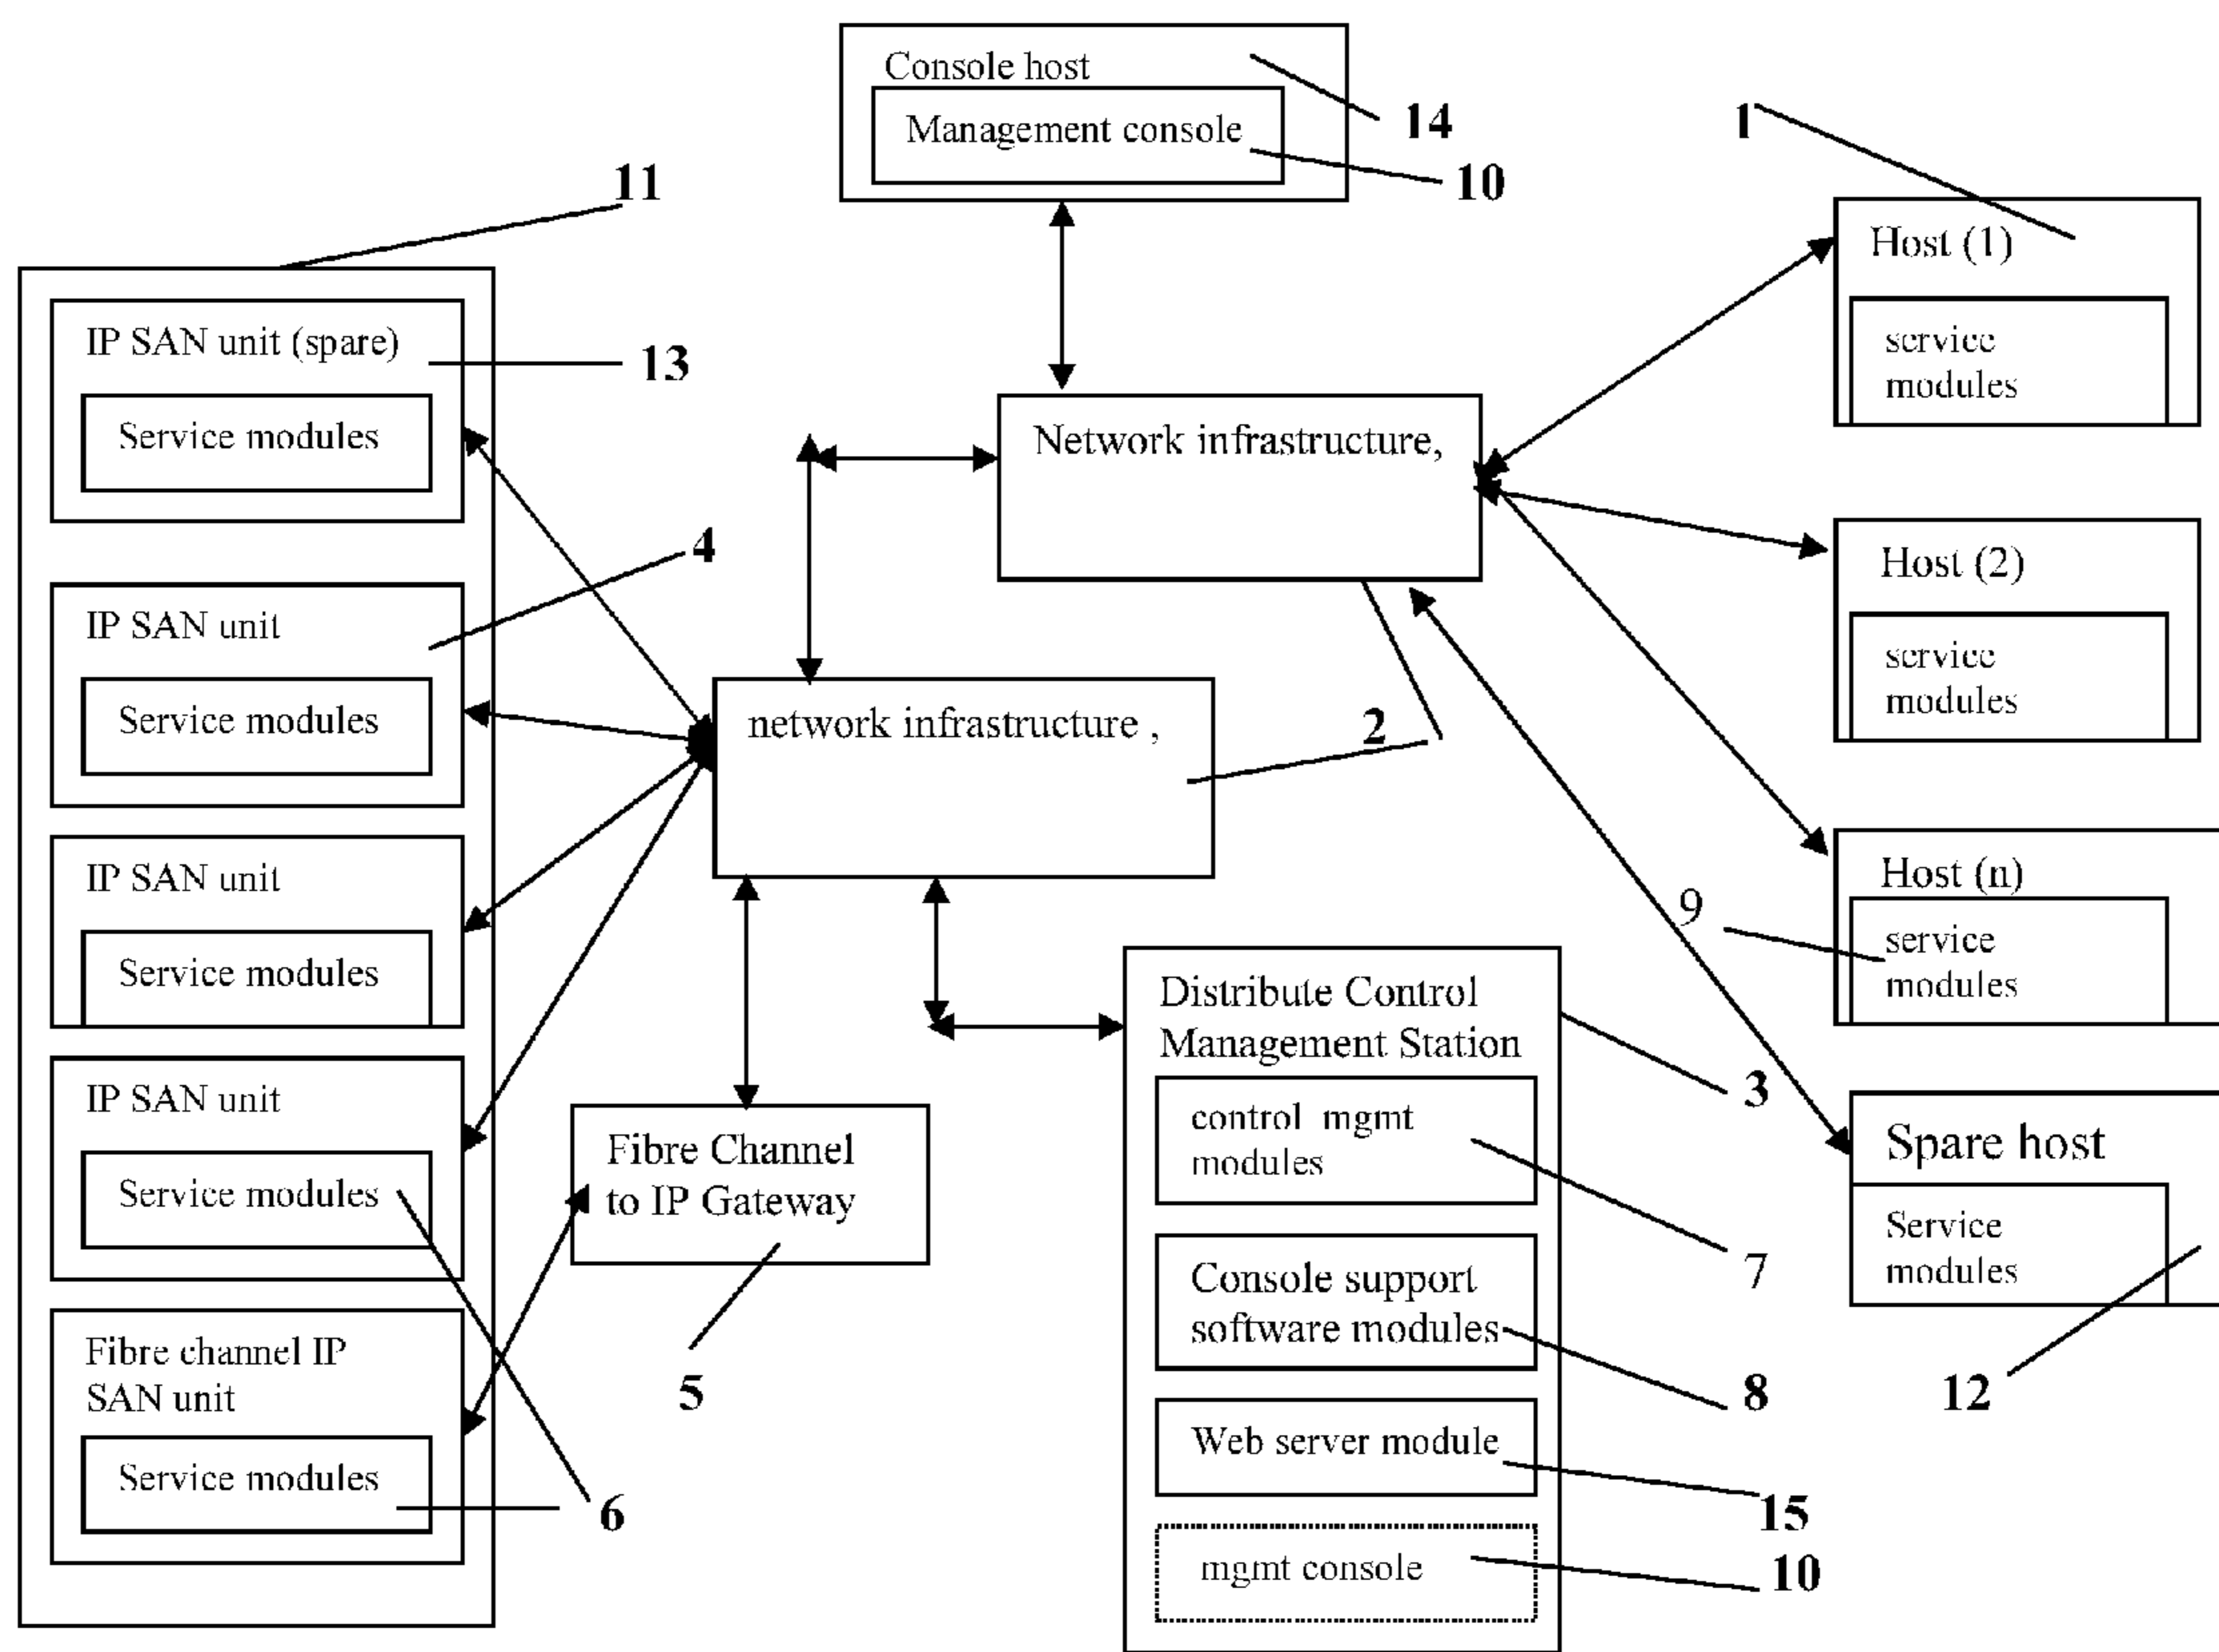 Console host
Management console
14
10
1
11
IP SAN unit (spare)
13
Service modules
4
IP SAN unit
Service modules
IP SAN unit
Service modules
IP SAN unit
Service modules
Fibre channel IP
SAN unit
Service modules
6
Network infrastructure,
network infrastructure ,
2
Fibre Channel
to IP Gateway
5
Distribute Control
Management Station
3
control mgmt
modules
7
Console support
software modules
8
Web server module
15
mgmt console
10
Host (1)
service
modules
Host (2)
service
modules
Host (n)
9
service
modules
Spare host
Service
modules
12